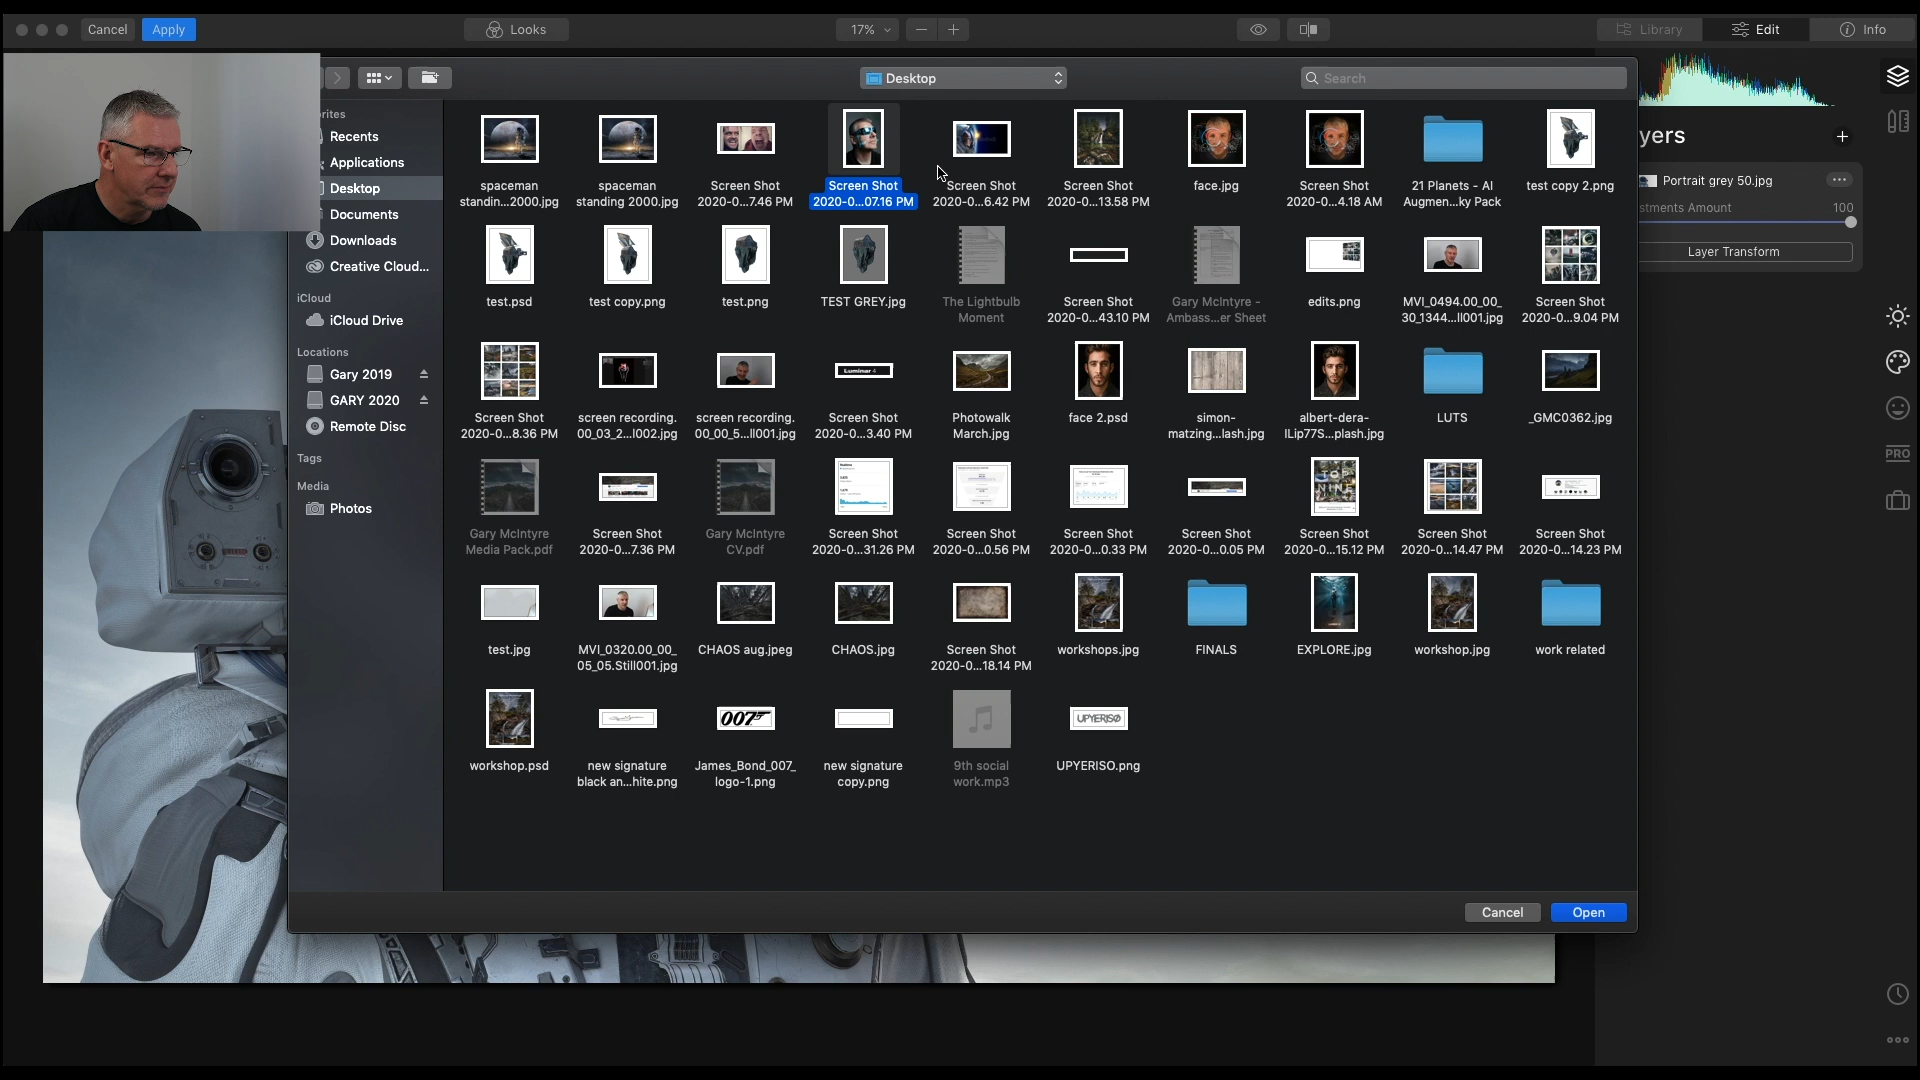 Cancel Apply Looks 17% Library Edit Info
Desktop Search
orites
Recents
Applications
Desktop
Documents
Downloads
Creative Cloud...
iCloud
iCloud Drive
Locations
Gary 2019
GARY 2020
Remote Disc
Tags
Media
Photos
spaceman Screen Shot Screen Shot Screen Shot Screen Shot face.jpg Screen Shot 21 Planets - AI test copy 2.png
spaceman standin...2000.jpg standing 2000.jpg 2020-0...7.46 PM 2020-0...07.16 PM 2020-0...6.42 PM 2020-0...13.58 PM 2020-0...4.18 AM Augmen...ky Pack
test.psd test copy.png test.png TEST GREY.jpg The Lightbulb Screen Shot Gary McIntyre - edits.png MVI_0494.00_00_ Screen Shot
Moment 2020-0...43.10 PM Ambass...er Sheet 30_1344...ll001.jpg 2020-0...9.04 PM
Luminar 4
Screen Shot screen recording. screen recording. Screen Shot Photowalk face 2.psd simon- albert-dera- LUTS _GMC0362.jpg
2020-0...8.36 PM 00_03_2...l002.jpg 00_00_5...ll001.jpg 2020-0...3.40 PM March.jpg matzing...lash.jpg ILip77S...plash.jpg
TOP
NINE
Gary McIntyre Screen Shot Gary McIntyre Screen Shot Screen Shot Screen Shot Screen Shot Screen Shot Screen Shot Screen Shot
Media Pack.pdf 2020-0...7.36 PM CV.pdf 2020-0...31.26 PM 2020-0...0.56 PM 2020-0...0.33 PM 2020-0...0.05 PM 2020-0...15.12 PM 2020-0...14.47 PM 2020-0...14.23 PM
test.jpg MVI_0320.00_00_ CHAOS aug.jpeg CHAOS.jpg Screen Shot workshops.jpg FINALS EXPLORE.jpg workshop.jpg work related
05_05.Still001.jpg 2020-0...18.14 PM
007 UPYERISØ
workshop.psd new signature James_Bond_007_ new signature 9th social UPYERISO.png
black an...hite.png logo-1.png copy.png work.mp3
Cancel Open
yers
Portrait grey 50.jpg
stments Amount 100
Layer Transform
PRO